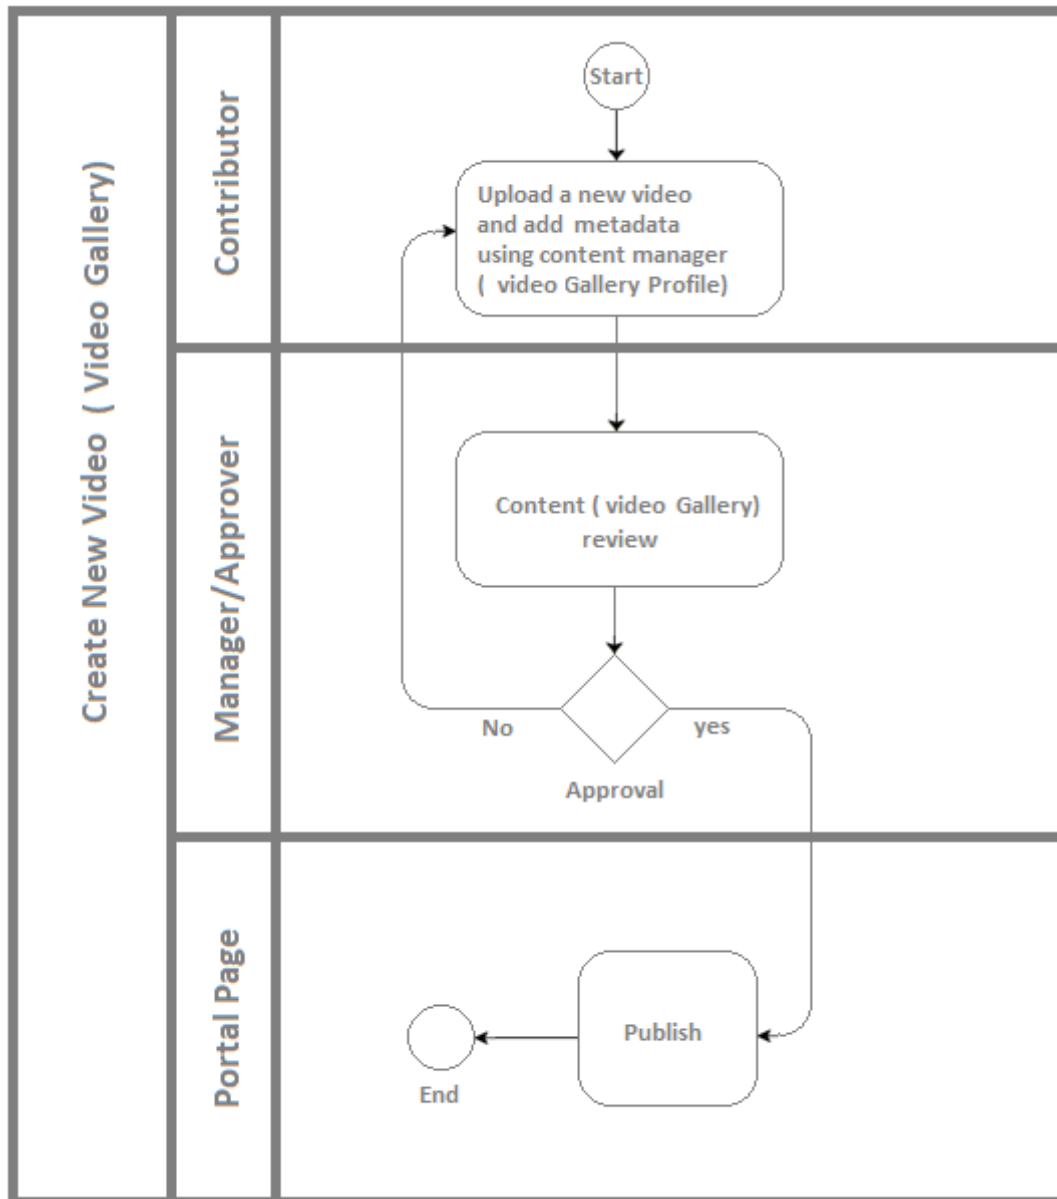 Create New Video ( Video Gallery)
Contributor
Start
Upload a new video
and add metadata
using content manager
( video Gallery Profile)
Manager/Approver
Content ( video Gallery)
review
No
yes
Approval
Portal Page
Publish
End